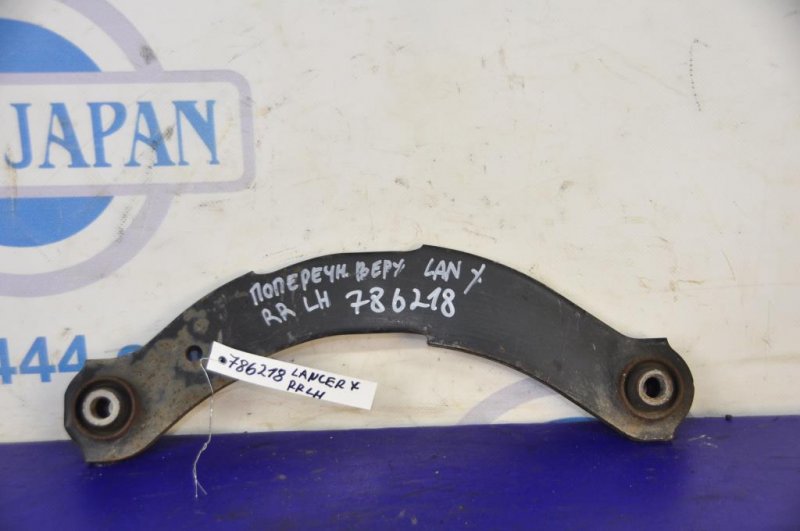 JAPAN
444.
ПОПЕРЕЧН. ВЕРХ LAN X
RR LH 786218
786218 LANCER X
RR LH